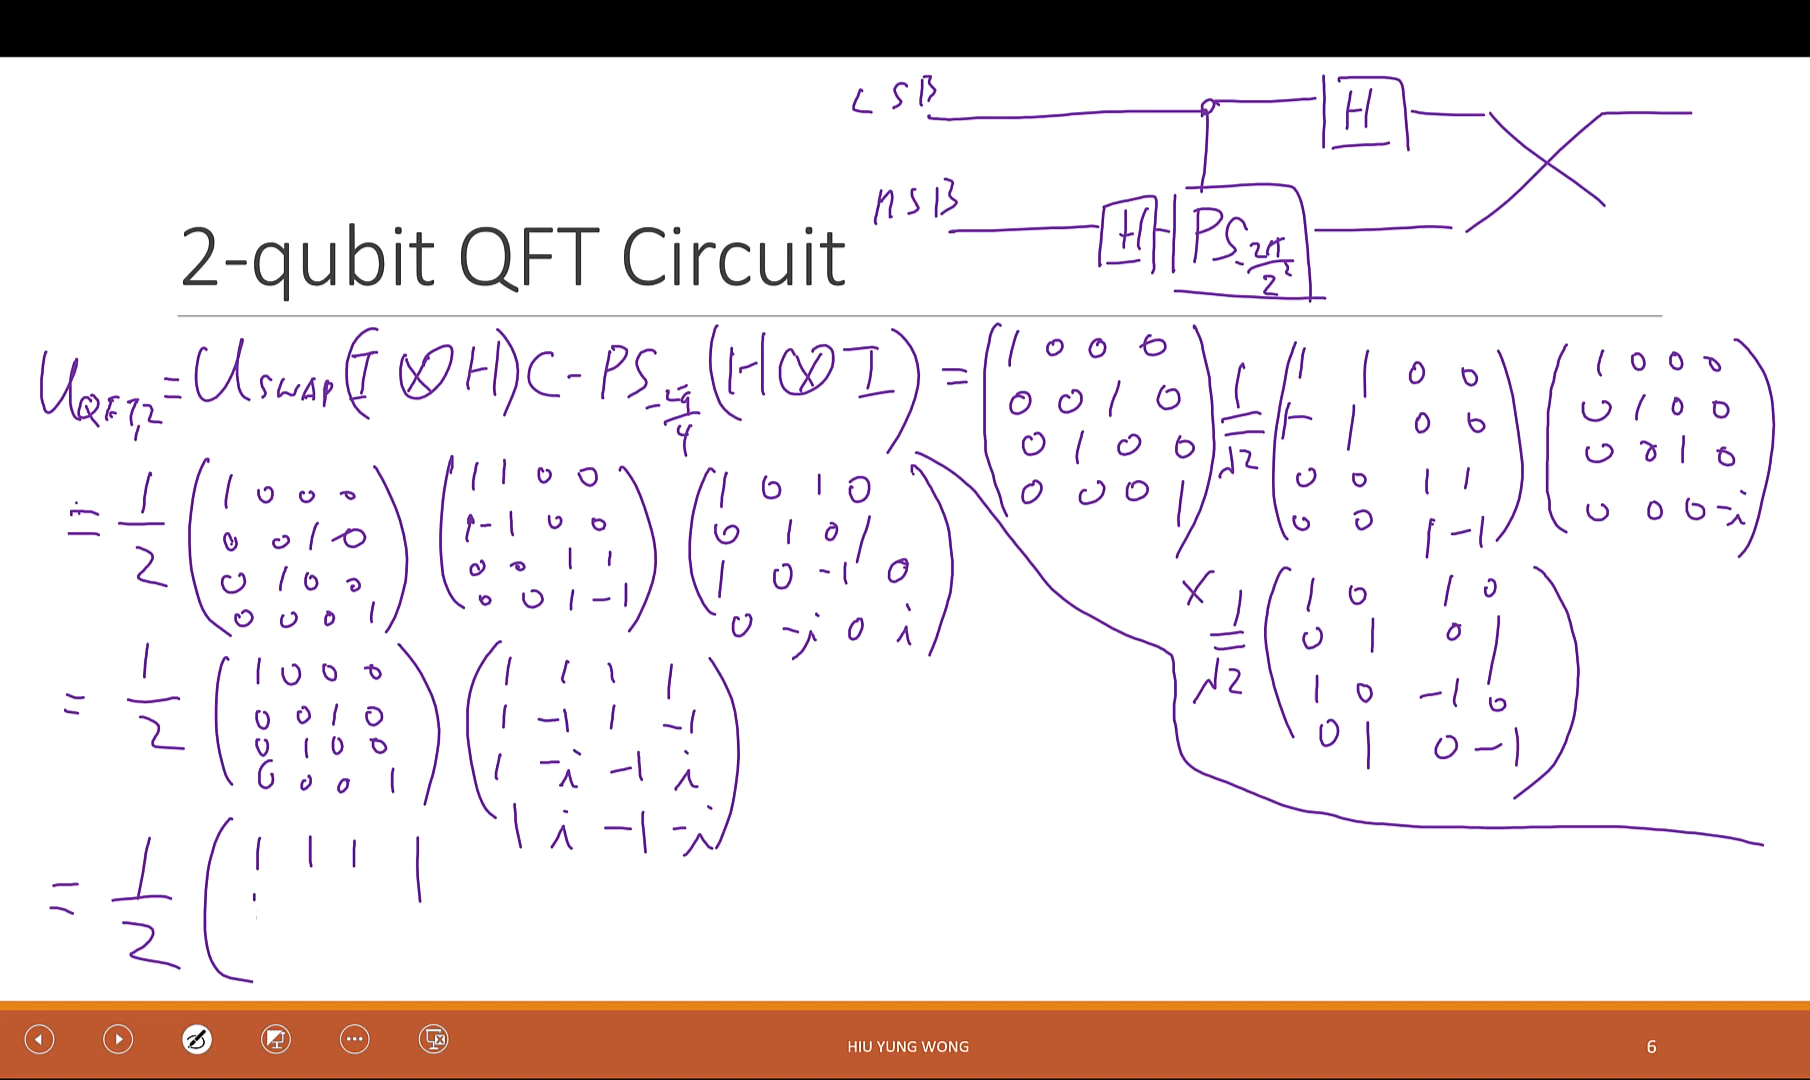 LSB
H
MSB
H PS -2π/2²
2-qubit QFT Circuit
U_QFT,2 = U_SWAP (I ⊗ H) C-PS_-2π/4 (H ⊗ I) = (1 0 0 0; 0 0 1 0; 0 1 0 0; 0 0 0 1) 1/√2 (1 1 0 0; 1 -1 0 0; 0 0 1 1; 0 0 1 -1) (1 0 0 0; 0 1 0 0; 0 0 1 0; 0 0 0 -i)
× 1/√2 (1 0 1 0; 0 1 0 1; 1 0 -1 0; 0 1 0 -1)
= 1/2 (1 0 0 0; 0 0 1 0; 0 1 0 0; 0 0 0 1) (1 1 0 0; 1 -1 0 0; 0 0 1 1; 0 0 1 -1) (1 0 1 0; 0 1 0 1; 1 0 -1 0; 0 -i 0 i)
= 1/2 (1 0 0 0; 0 0 1 0; 0 1 0 0; 0 0 0 1) (1 1 1 1; 1 -1 1 -1; 1 -i -1 i; 1 i -1 -i)
= 1/2 ( 1 1 1 1
HIU YUNG WONG
6